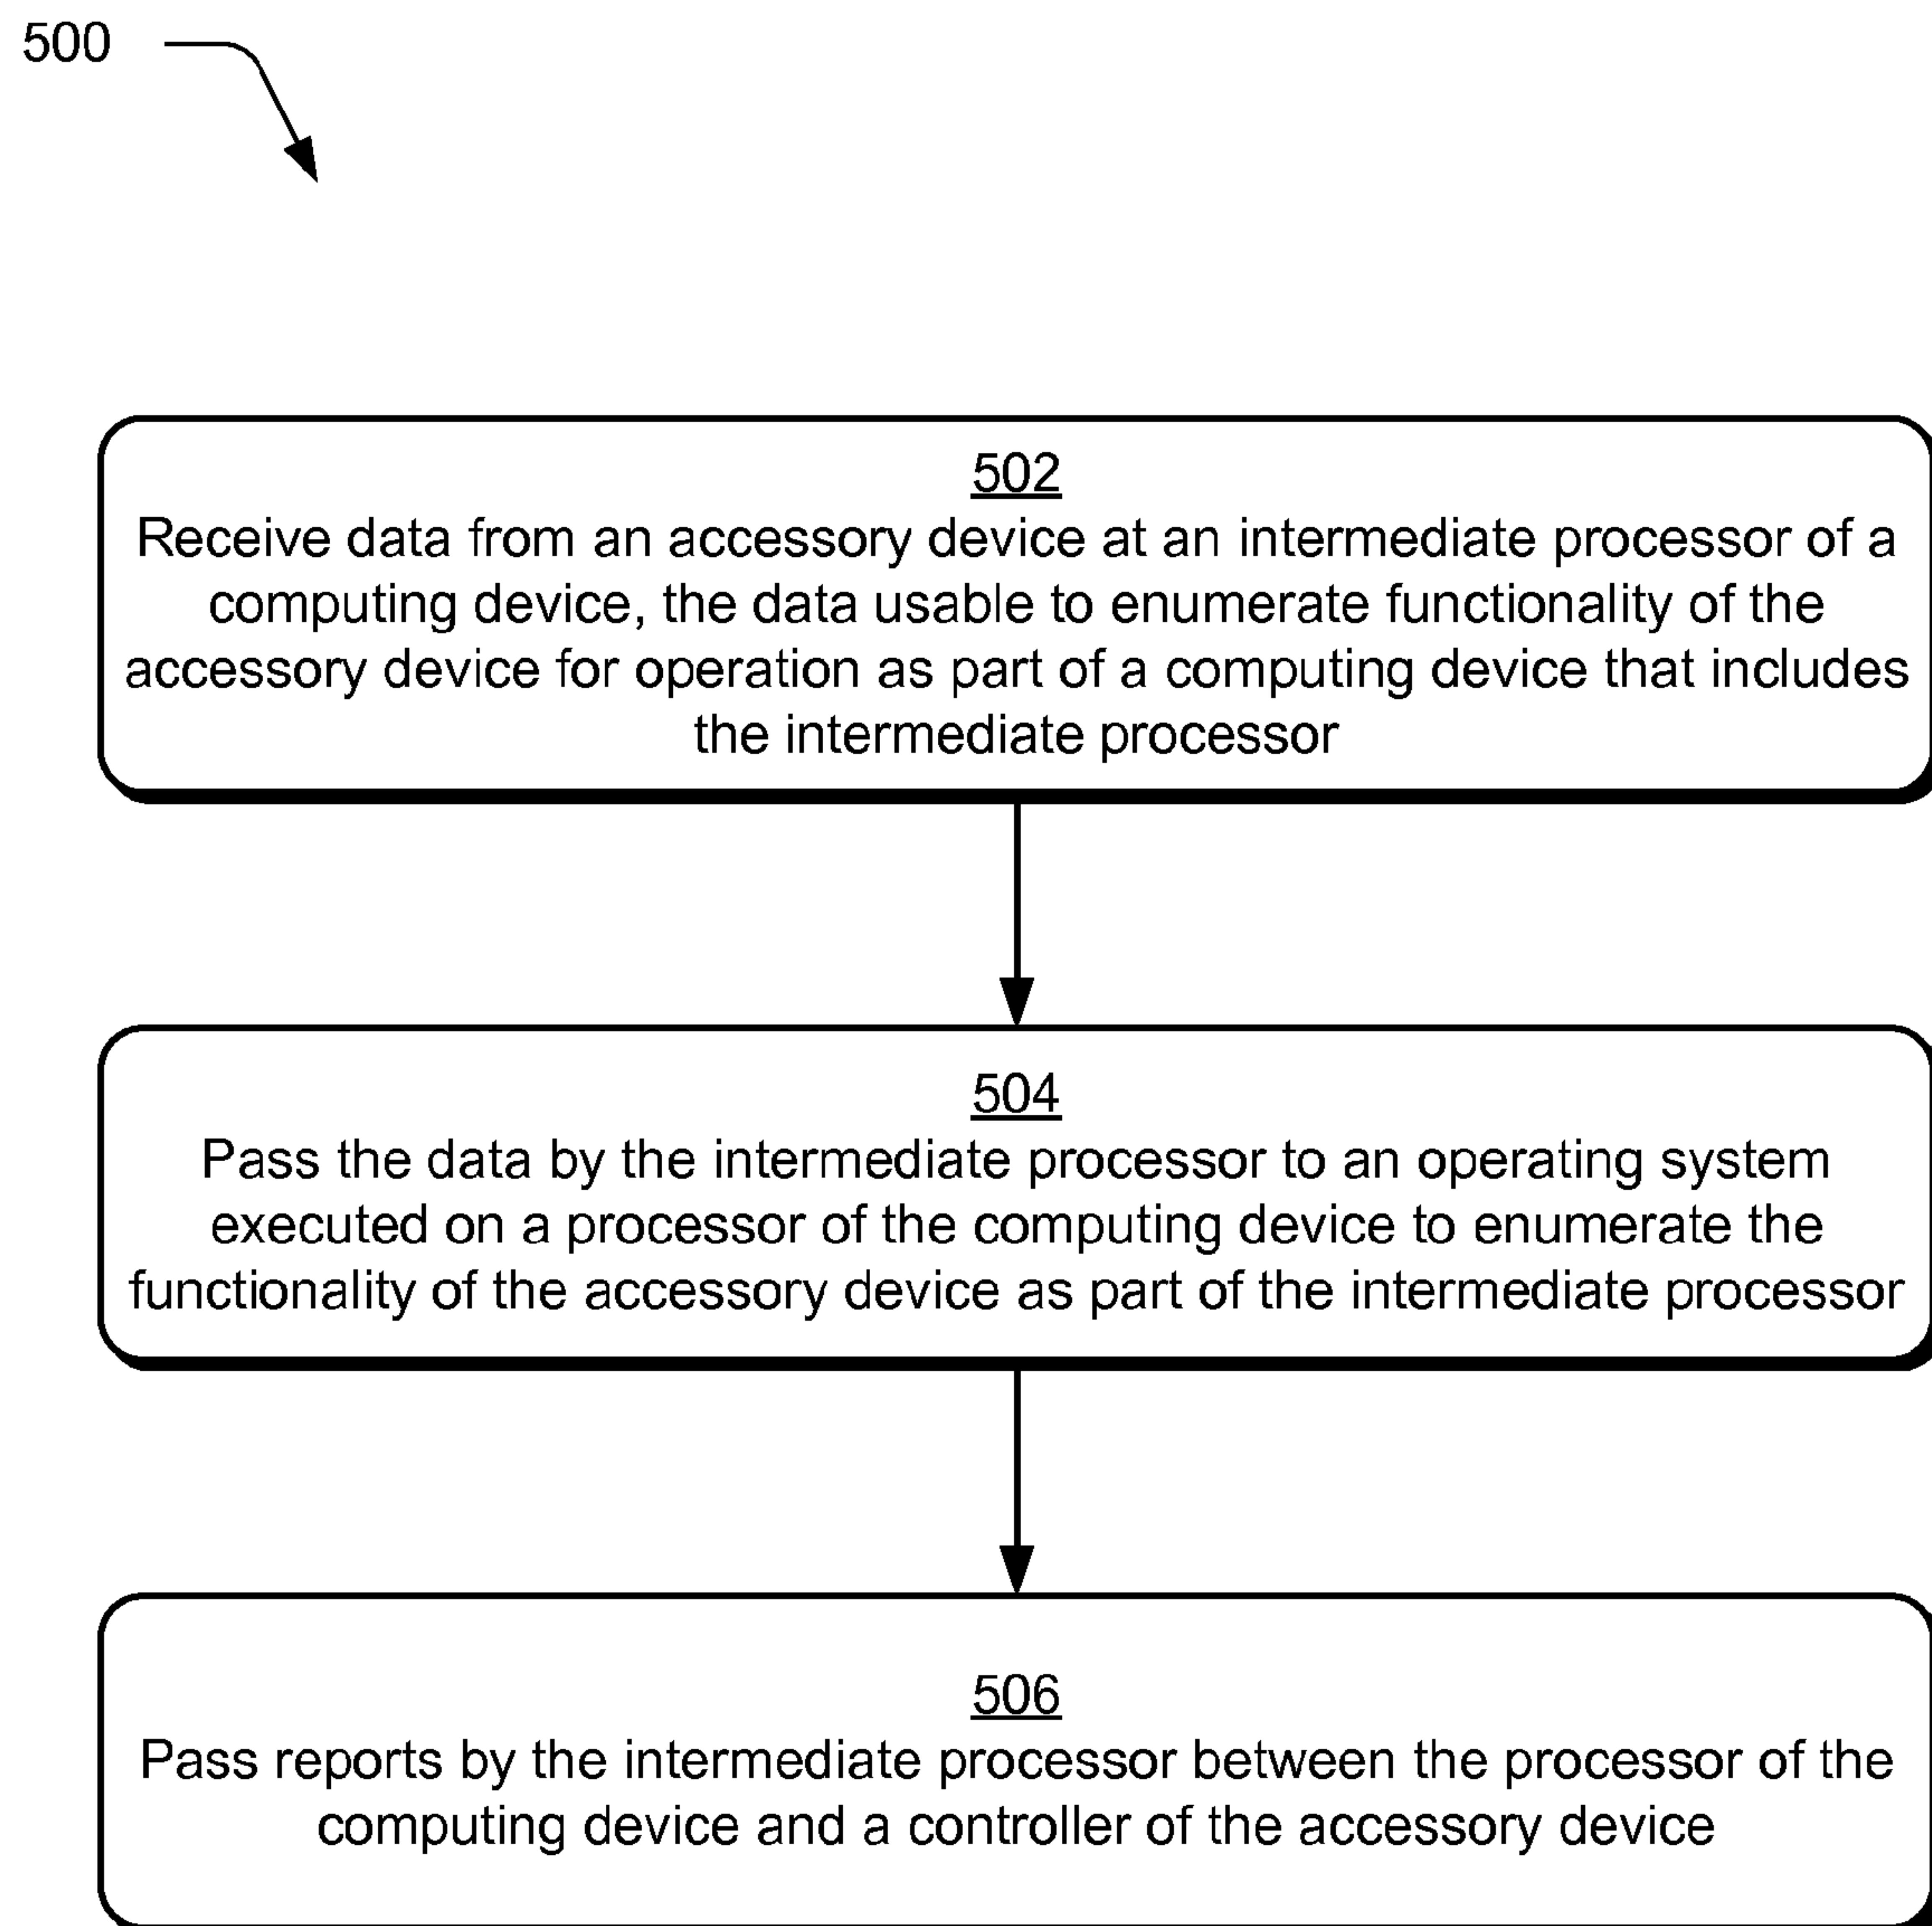 500
502
Receive data from an accessory device at an intermediate processor of a
computing device, the data usable to enumerate functionality of the
accessory device for operation as part of a computing device that includes
the intermediate processor
504
Pass the data by the intermediate processor to an operating system
executed on a processor of the computing device to enumerate the
functionality of the accessory device as part of the intermediate processor
506
Pass reports by the intermediate processor between the processor of the
computing device and a controller of the accessory device